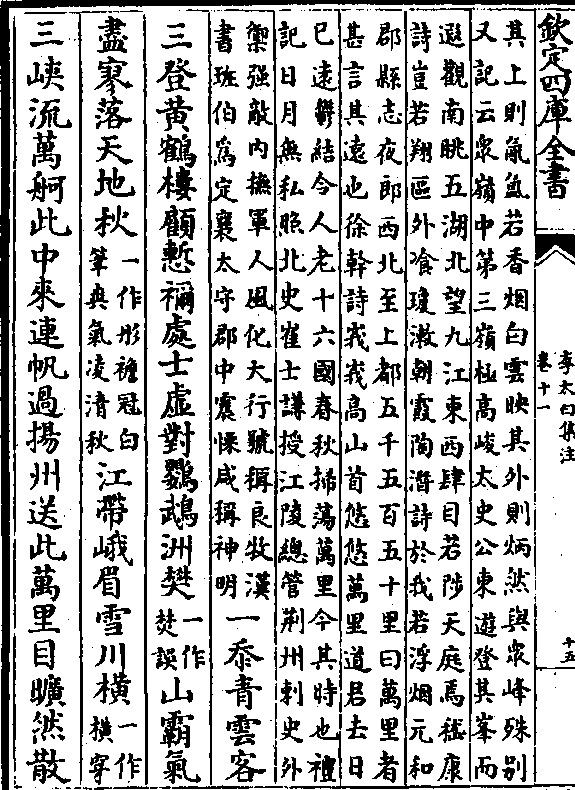 欽定四庫全書
李太白集注
卷十一
十五
其上則氤氳若香烟白雲映其外則炳然與衆峰殊别
又記云衆嶺中第三嶺極高峻太史公東遊登其峯而
遐觀南眺五湖北望九江東西肆目若陟天庭焉嵇康
詩豈若翔區外飡瓊漱朝霞陶潛詩於我若浮烟元和
郡縣志夜郎西北至上都五千五百五十里曰萬里者
甚言其遠也徐幹詩峩峩高山首悠悠萬里道君去日
已遠鬱結令人老十六國春秋掃蕩萬里今其時也禮
記日月無私照北史崔士謙授江陵總管荆州刺史外
禦强敵内撫軍人風化大行號稱良牧漢
書班伯爲定襄太守郡中震慄咸稱神明
一忝青雲客
三登黄鶴樓顧慙禰處士虚對鸚鵡洲樊
一作
焚誤
山霸氣
盡寥落天地秋
一作彤襜冠白
筆爽氣凌清秋
江帶峨眉雪川横
一作
横穿
三峽流萬舸此中來連帆過揚州送此萬里目曠然散